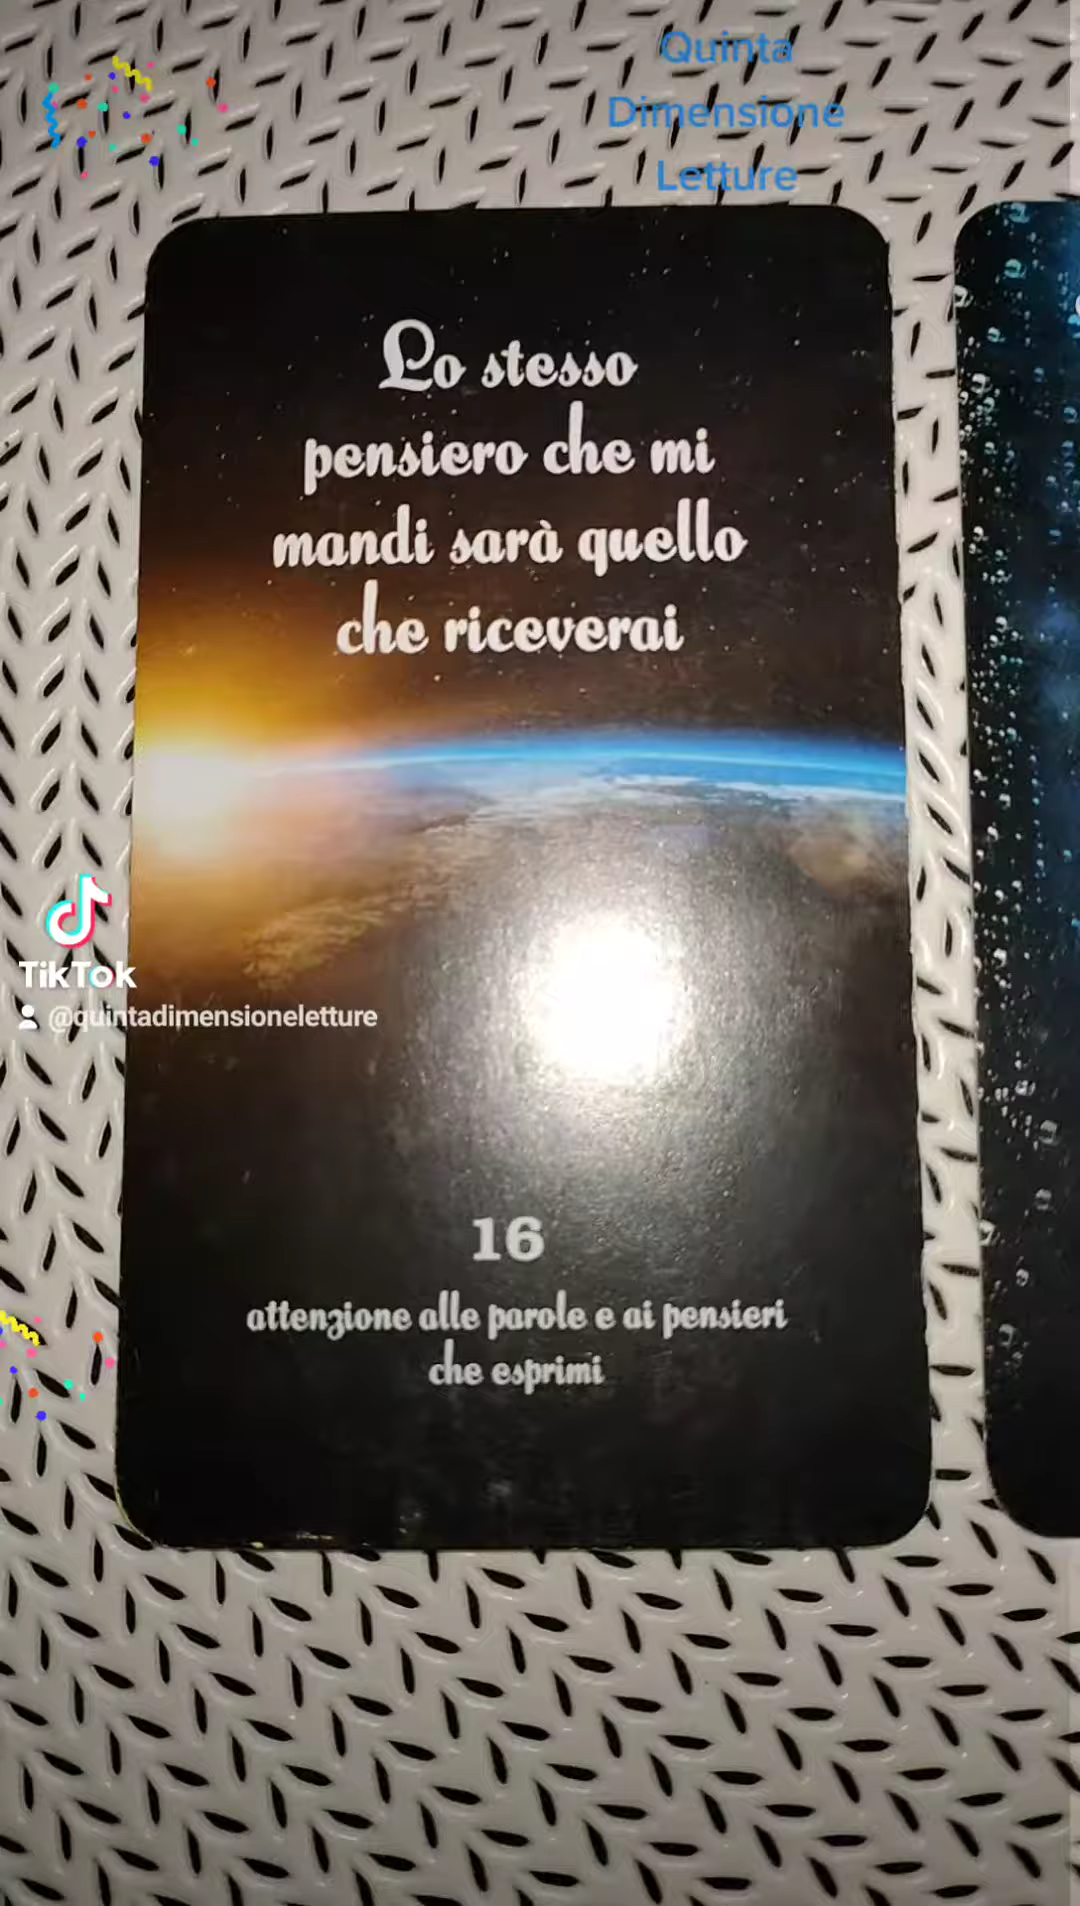 Quinta
Dimensione
Letture
Lo stesso
pensiero che mi
mandi sarà quello
che riceverai
TikTok
@quintadimensioneletture
16
attenzione alle parole e ai pensieri
che esprimi